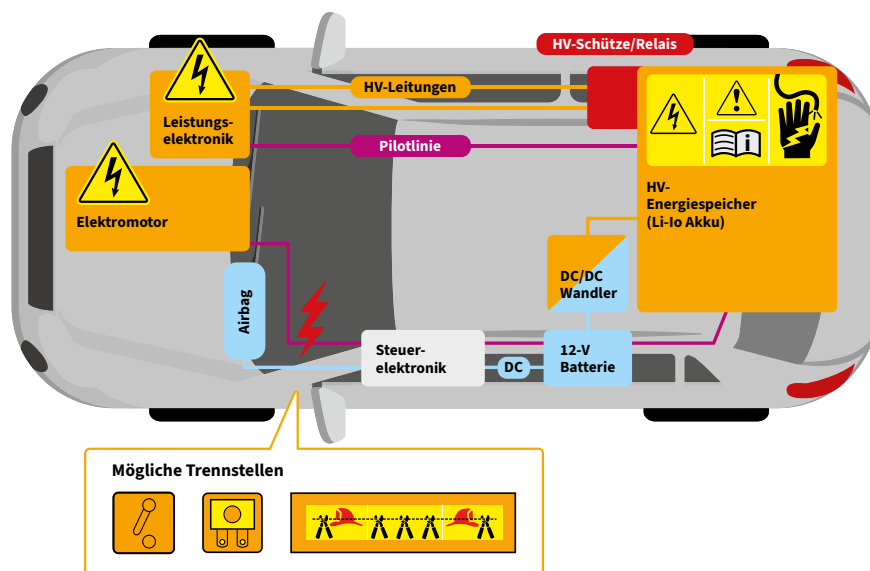 HV-Schütze/Relais
HV-Leitungen
Leistungs-
elektronik
Pilotlinie
Elektromotor
HV-
Energiespeicher
(Li-Io Akku)
DC/DC
Wandler
Airbag
Steuer-
elektronik
DC
12-V
Batterie
Mögliche Trennstellen